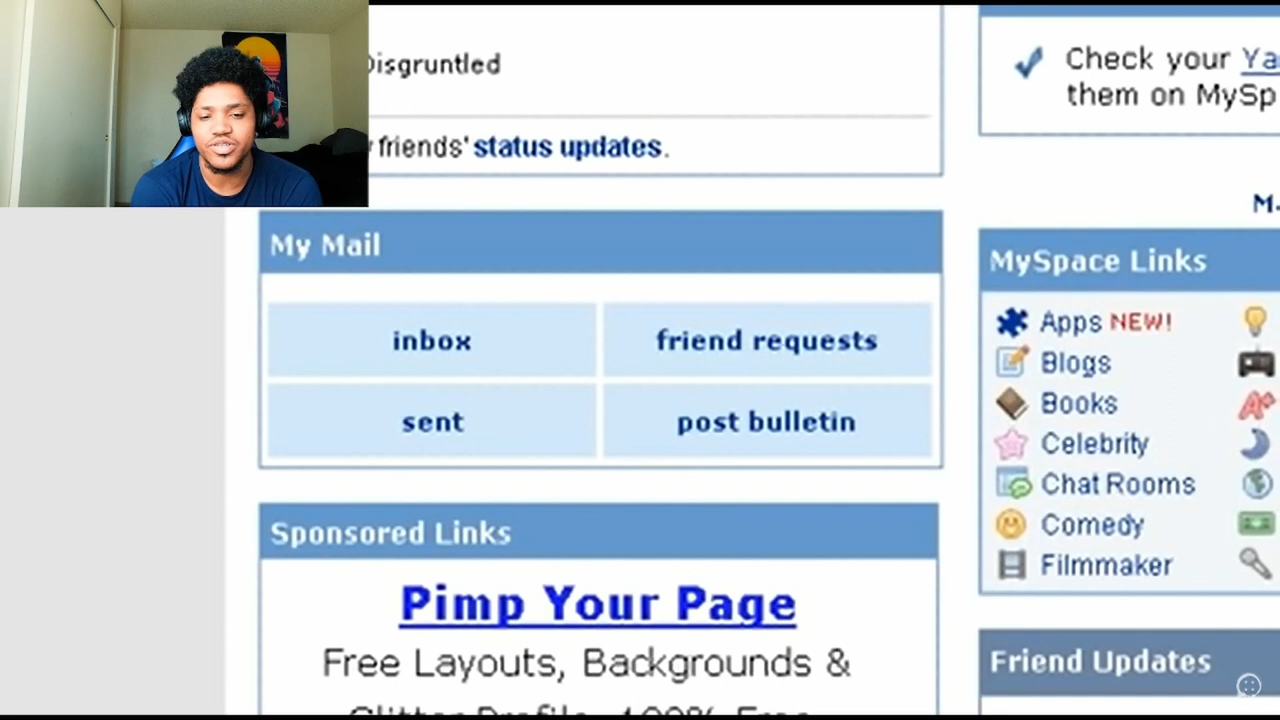 Disgruntled
friends' status updates.
My Mail
inbox
friend requests
sent
post bulletin
Sponsored Links
Pimp Your Page
Free Layouts, Backgrounds &
Check your
them on
MySpace Links
Apps NEW!
Blogs
Books
Celebrity
Chat Rooms
Comedy
Filmmaker
Friend Updates